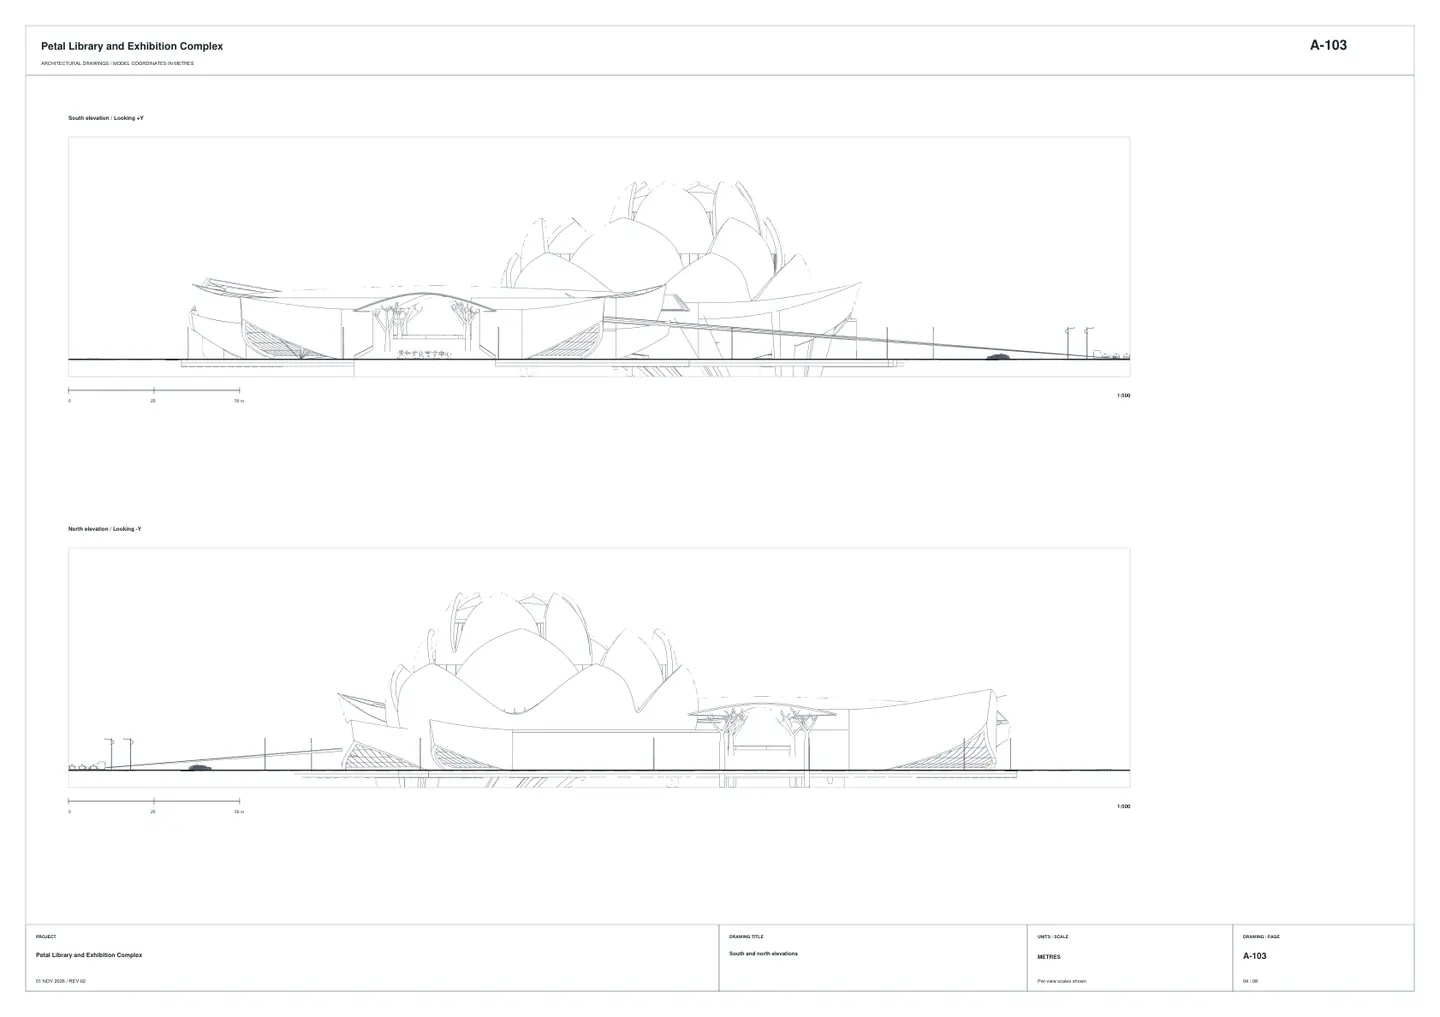 Petal Library and Exhibition Complex
A-103
ARCHITECTURAL DRAWINGS / MODEL COORDINATES IN METRES
South elevation / Looking +Y
0 25 50 m
1:500
North elevation / Looking -Y
0 25 50 m
1:500
PROJECT
Petal Library and Exhibition Complex
01 NOV 2026 / REV 02
DRAWING TITLE
South and north elevations
UNITS / SCALE
METRES
Per-view scales shown
DRAWING / PAGE
A-103